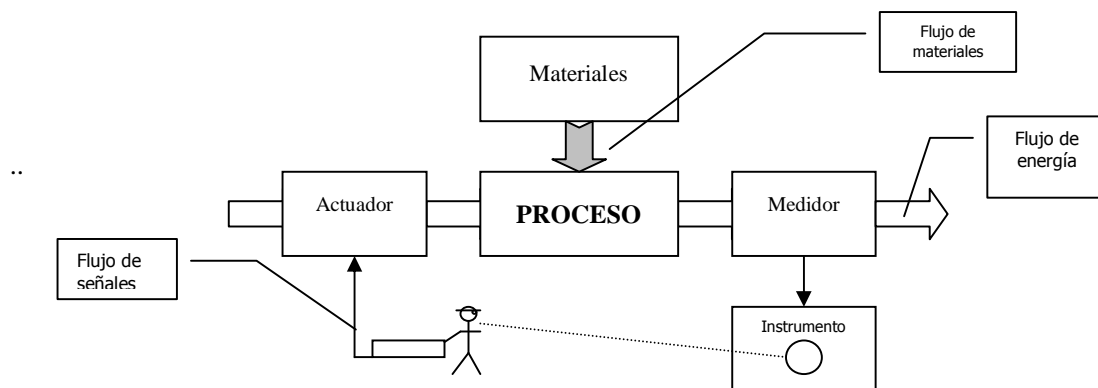 Flujo de
materiales
Materiales
Flujo de
energía
..
Actuador
PROCESO
Medidor
Flujo de
señales
Instrumento